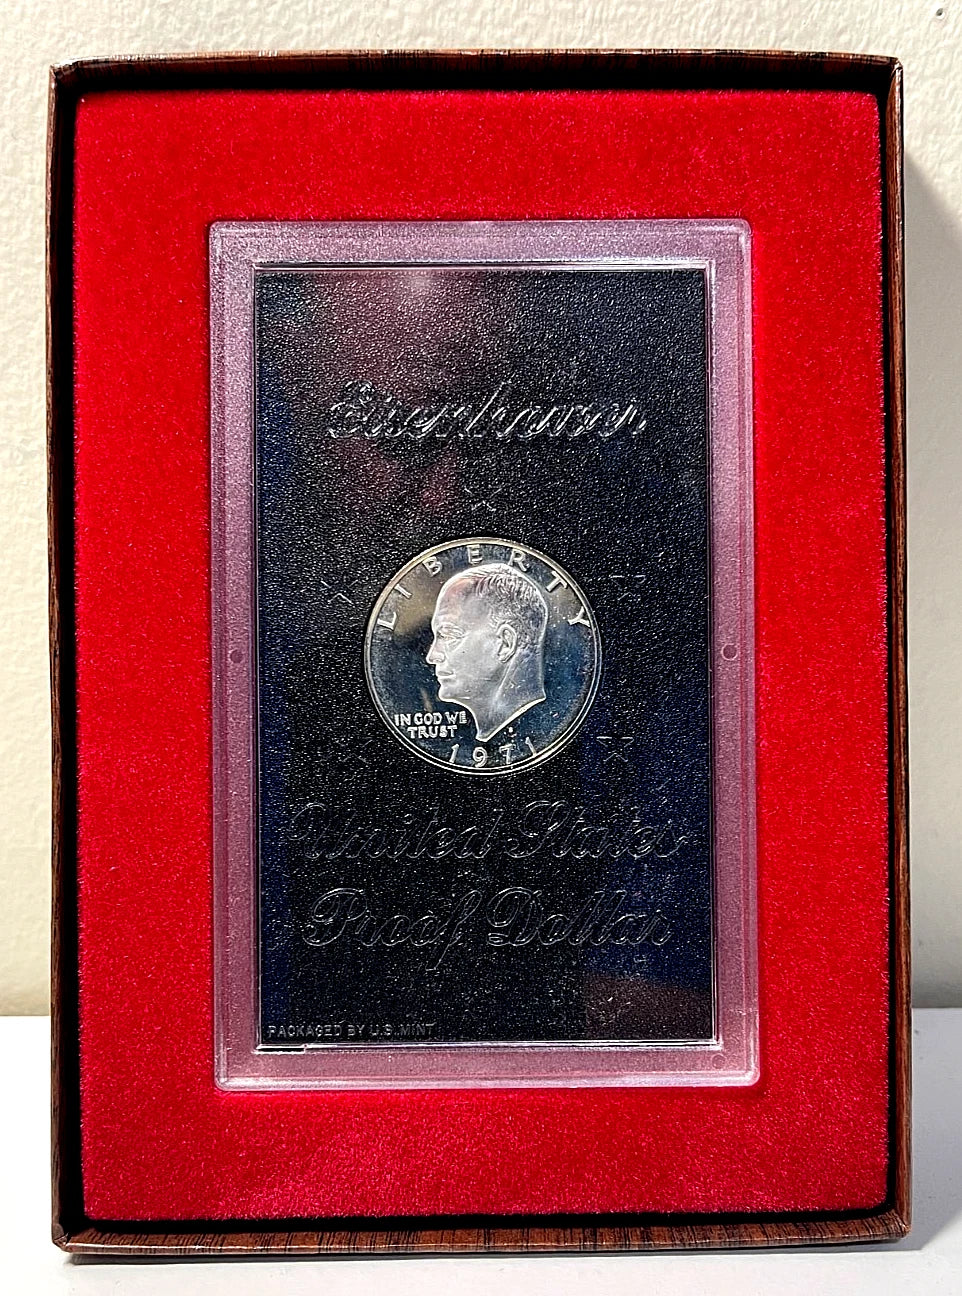 Eisenhower
LIBERTY
IN GOD WE
TRUST
1971
United States
Proof Dollar
PACKAGED BY U.S. MINT